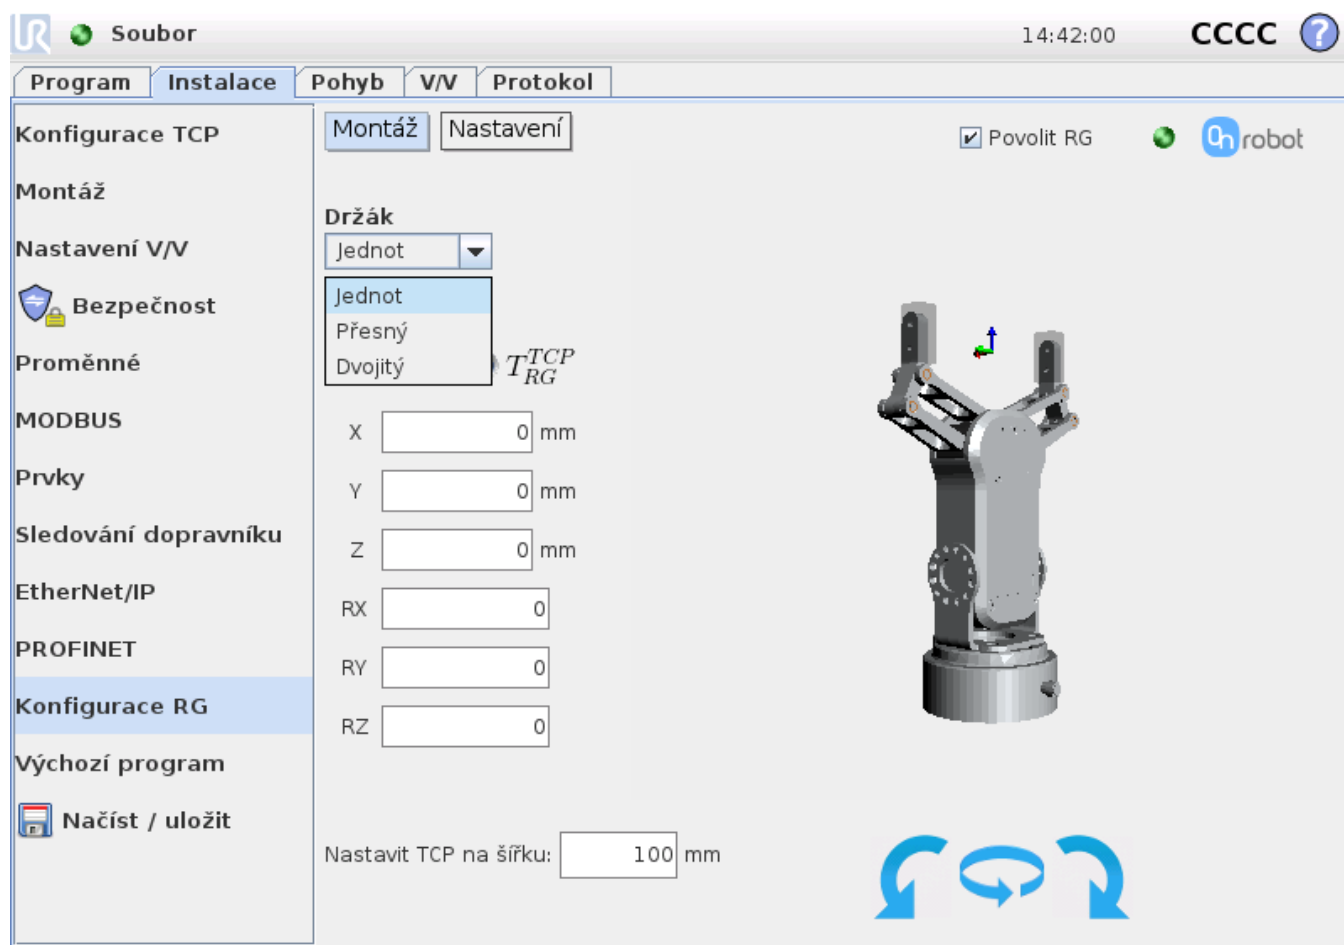 UR Soubor 14:42:00 CCCC ?
Program Instalace Pohyb V/V Protokol
Konfigurace TCP
Montáž
Nastavení V/V
Bezpečnost
Proměnné
MODBUS
Prvky
Sledování dopravníku
EtherNet/IP
PROFINET
Konfigurace RG
Výchozí program
Načíst / uložit
Montáž Nastavení
Povolit RG
On robot
Držák
Jednot
Jednot
Přesný
Dvojitý
T TCP RG
X 0 mm
Y 0 mm
Z 0 mm
RX 0
RY 0
RZ 0
Nastavit TCP na šířku: 100 mm